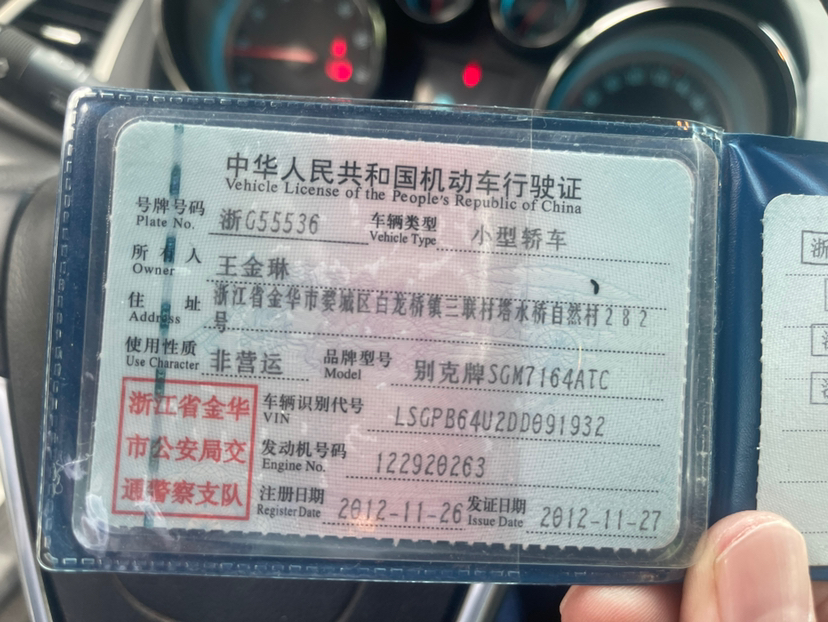 中华人民共和国机动车行驶证
Vehicle License of the People's Republic of China
号牌号码 浙G55536 车辆类型 小型轿车
Plate No. Vehicle Type
所有人 王金琳
Owner
住址 浙江省金华市婺城区白龙桥镇三联村塔水桥自然村282
Address 号
使用性质 非营运 品牌型号 别克牌SGM7164ATC
Use Character Model
浙江省金华 车辆识别代号 LSGPB64U2DD091932
VIN
市公安局交 发动机号码 122920263
Engine No.
通警察支队 注册日期 2012-11-26 发证日期 2012-11-27
Register Date Issue Date
浙